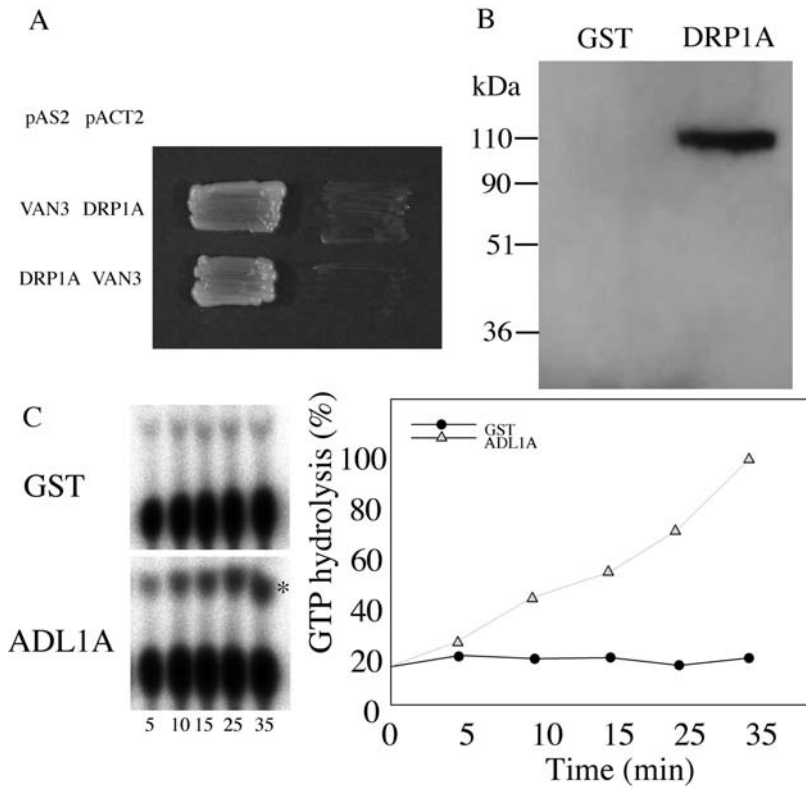 A
pAS2 pACT2
VAN3 DRP1A
DRP1A VAN3
B
GST DRP1A
kDa
110
90
51
36
C
GST
ADL1A
*
5 10 15 25 35
GTP hydrolysis (%)
GST
ADL1A
100
80
60
40
20
0
0 5 10 15 25 35
Time (min)